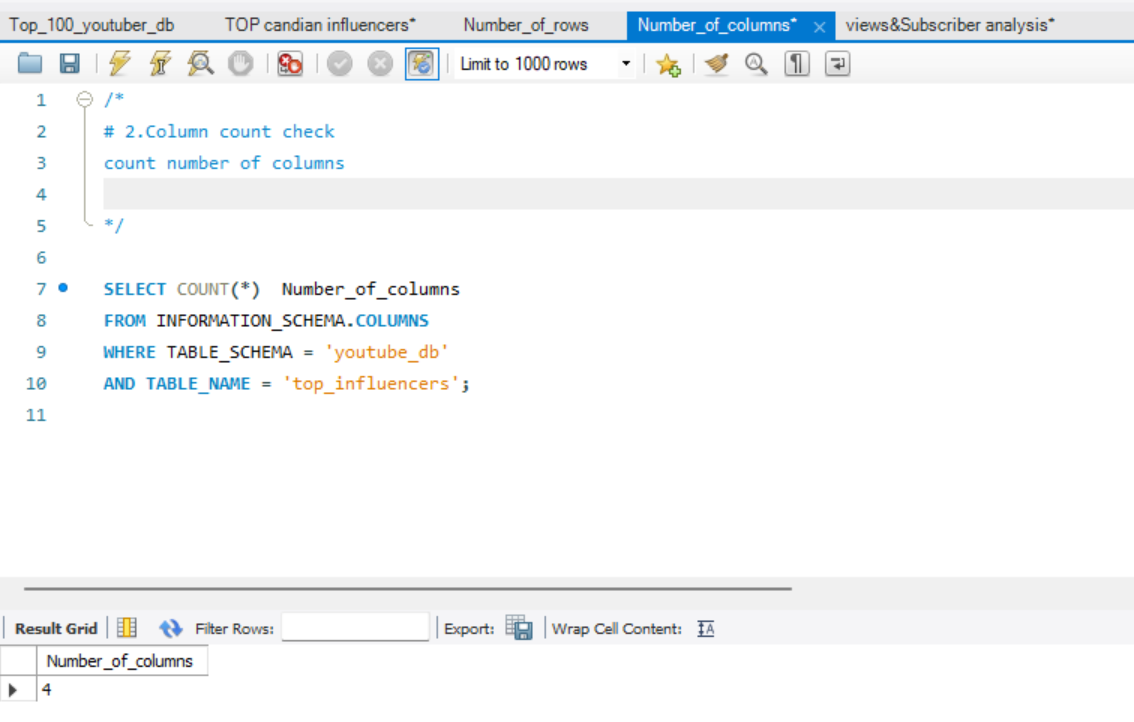 Top_100_youtuber_db TOP candian influencers* Number_of_rows Number_of_columns* × views&Subscriber analysis*
Limit to 1000 rows
1 /*
2 # 2.Column count check
3 count number of columns
4
5 */
6
7 SELECT COUNT(*)  Number_of_columns
8 FROM INFORMATION_SCHEMA.COLUMNS
9 WHERE TABLE_SCHEMA = 'youtube_db'
10 AND TABLE_NAME = 'top_influencers';
11
Result Grid Filter Rows: Export: Wrap Cell Content:
Number_of_columns
4